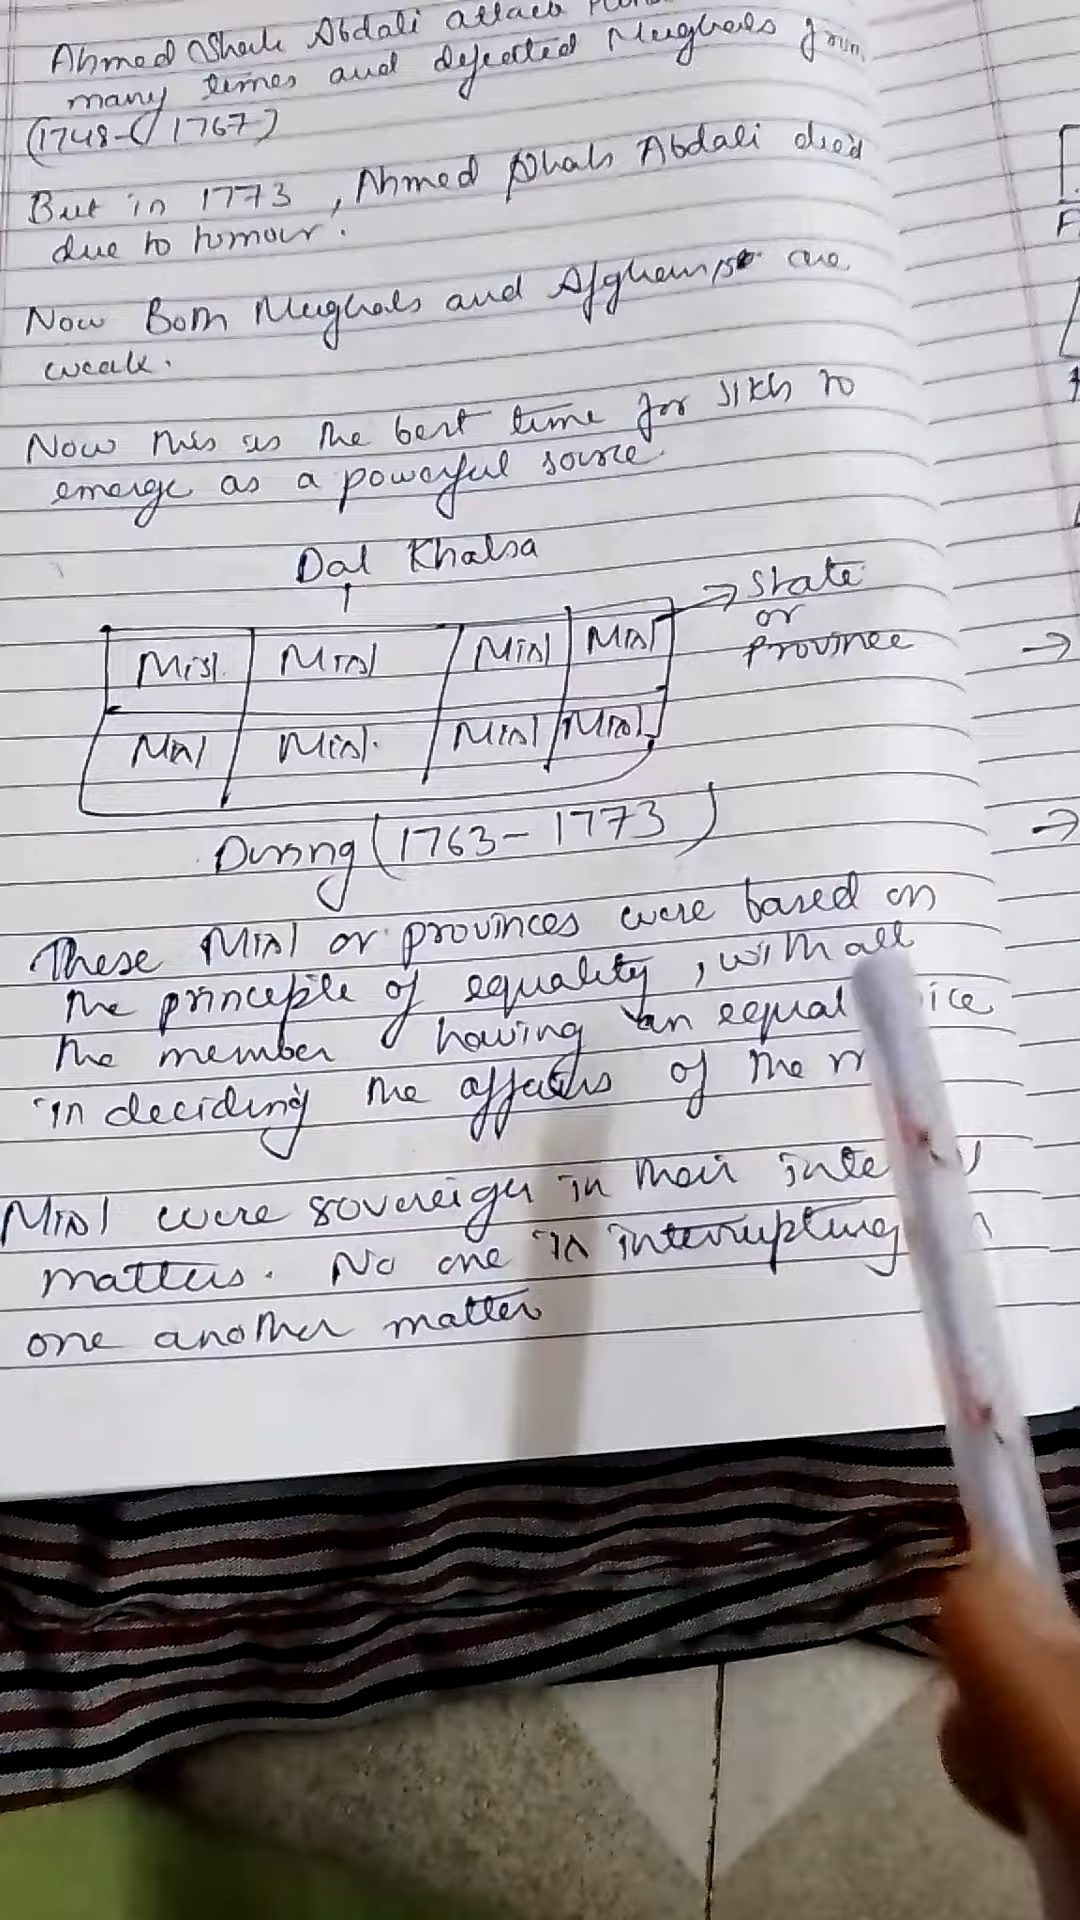 Ahmed Shah Abdali attack
many times and defeated Mughals from
(1748-1767)
But in 1773, Ahmed Shah Abdali died
due to tumour.
Now Both Mughals and Afghanis are
weak.
Now this is the best time for Sikh to
emerge as a powerful source.
Dal Khalsa
Misl. Misl Misl Misl → State
or
Province
Misl Misl. Misl Misl
During (1763-1773)
These Misl or provinces were based on
the principle of equality, with all
the member having an equal
in deciding the affairs of the
Misl were sovereign in their
matters. No one is interrupting
one another matter